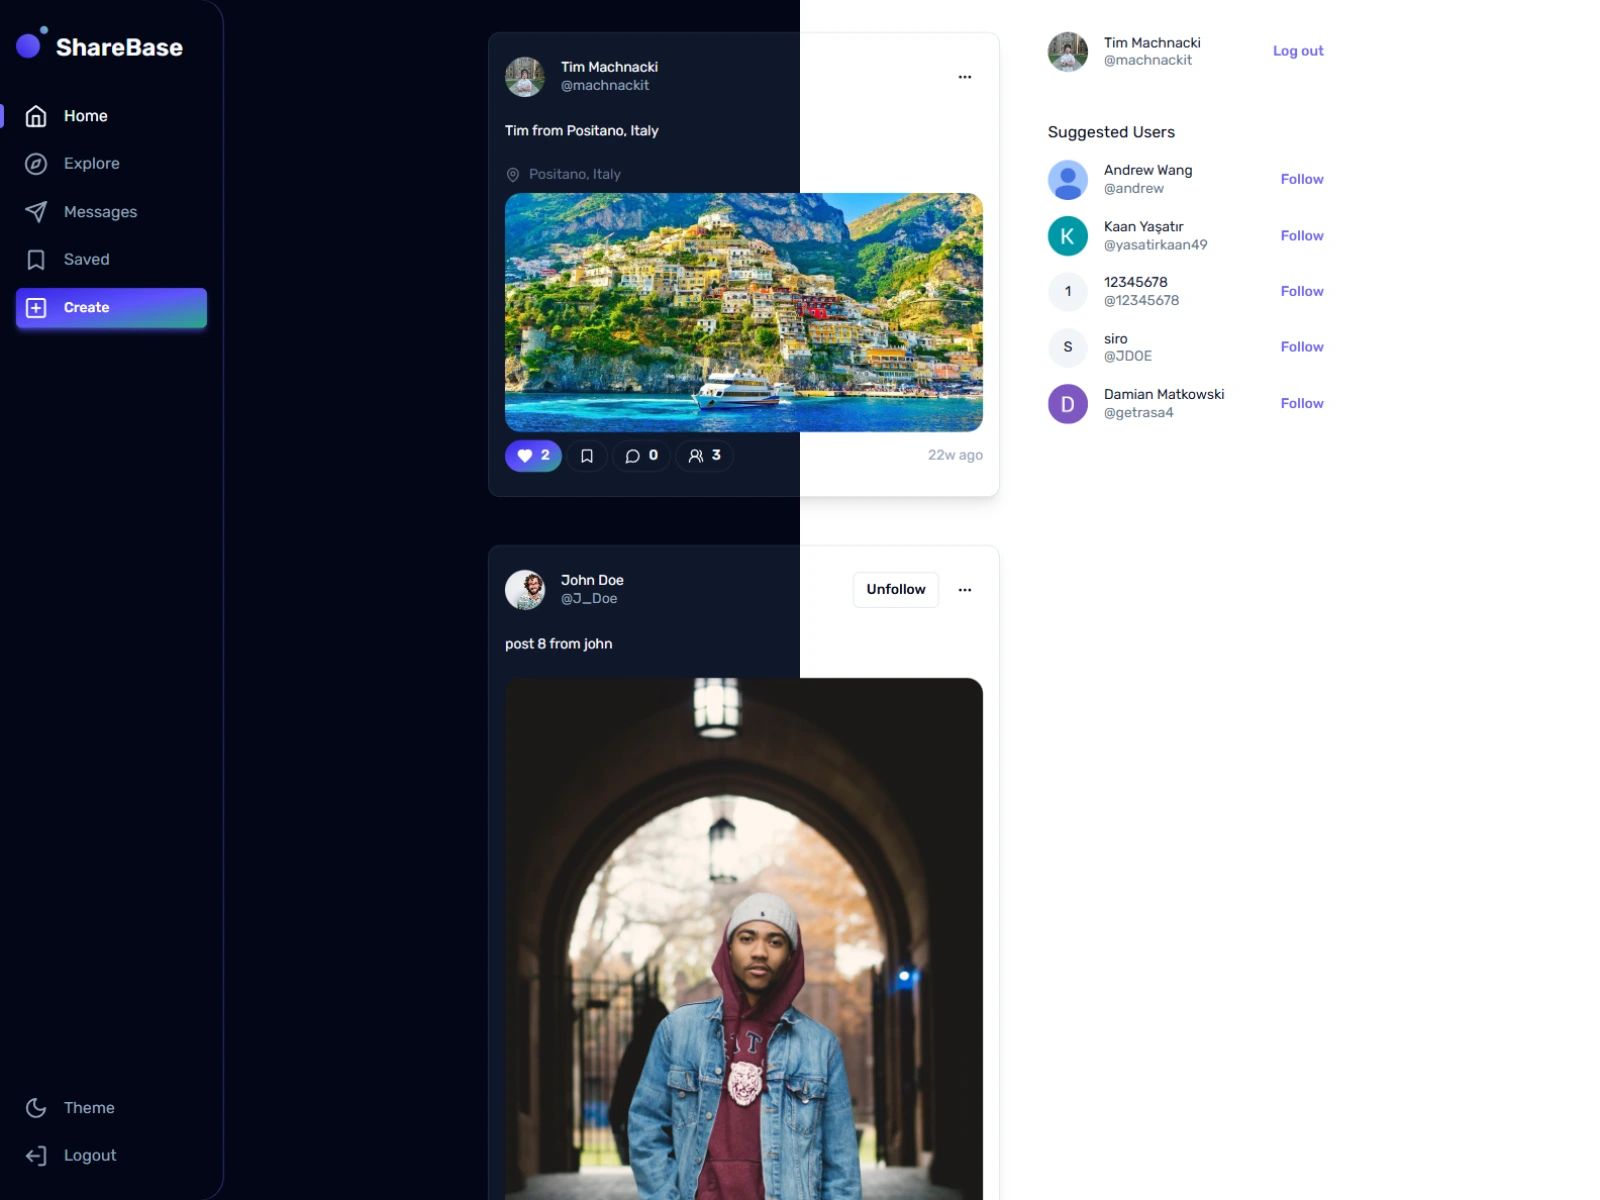 ShareBase
Home
Explore
Messages
Saved
Create
Theme
Logout
Tim Machnacki
@machnackit
Tim from Positano, Italy
Positano, Italy
2
0
3
22w ago
John Doe
@J_Doe
Unfollow
post 8 from john
Tim Machnacki
@machnackit
Log out
Suggested Users
Andrew Wang
@andrew
Follow
K
Kaan Yaşatır
@yasatirkaan49
Follow
1
12345678
@12345678
Follow
S
siro
@JDOE
Follow
D
Damian Matkowski
@getrasa4
Follow